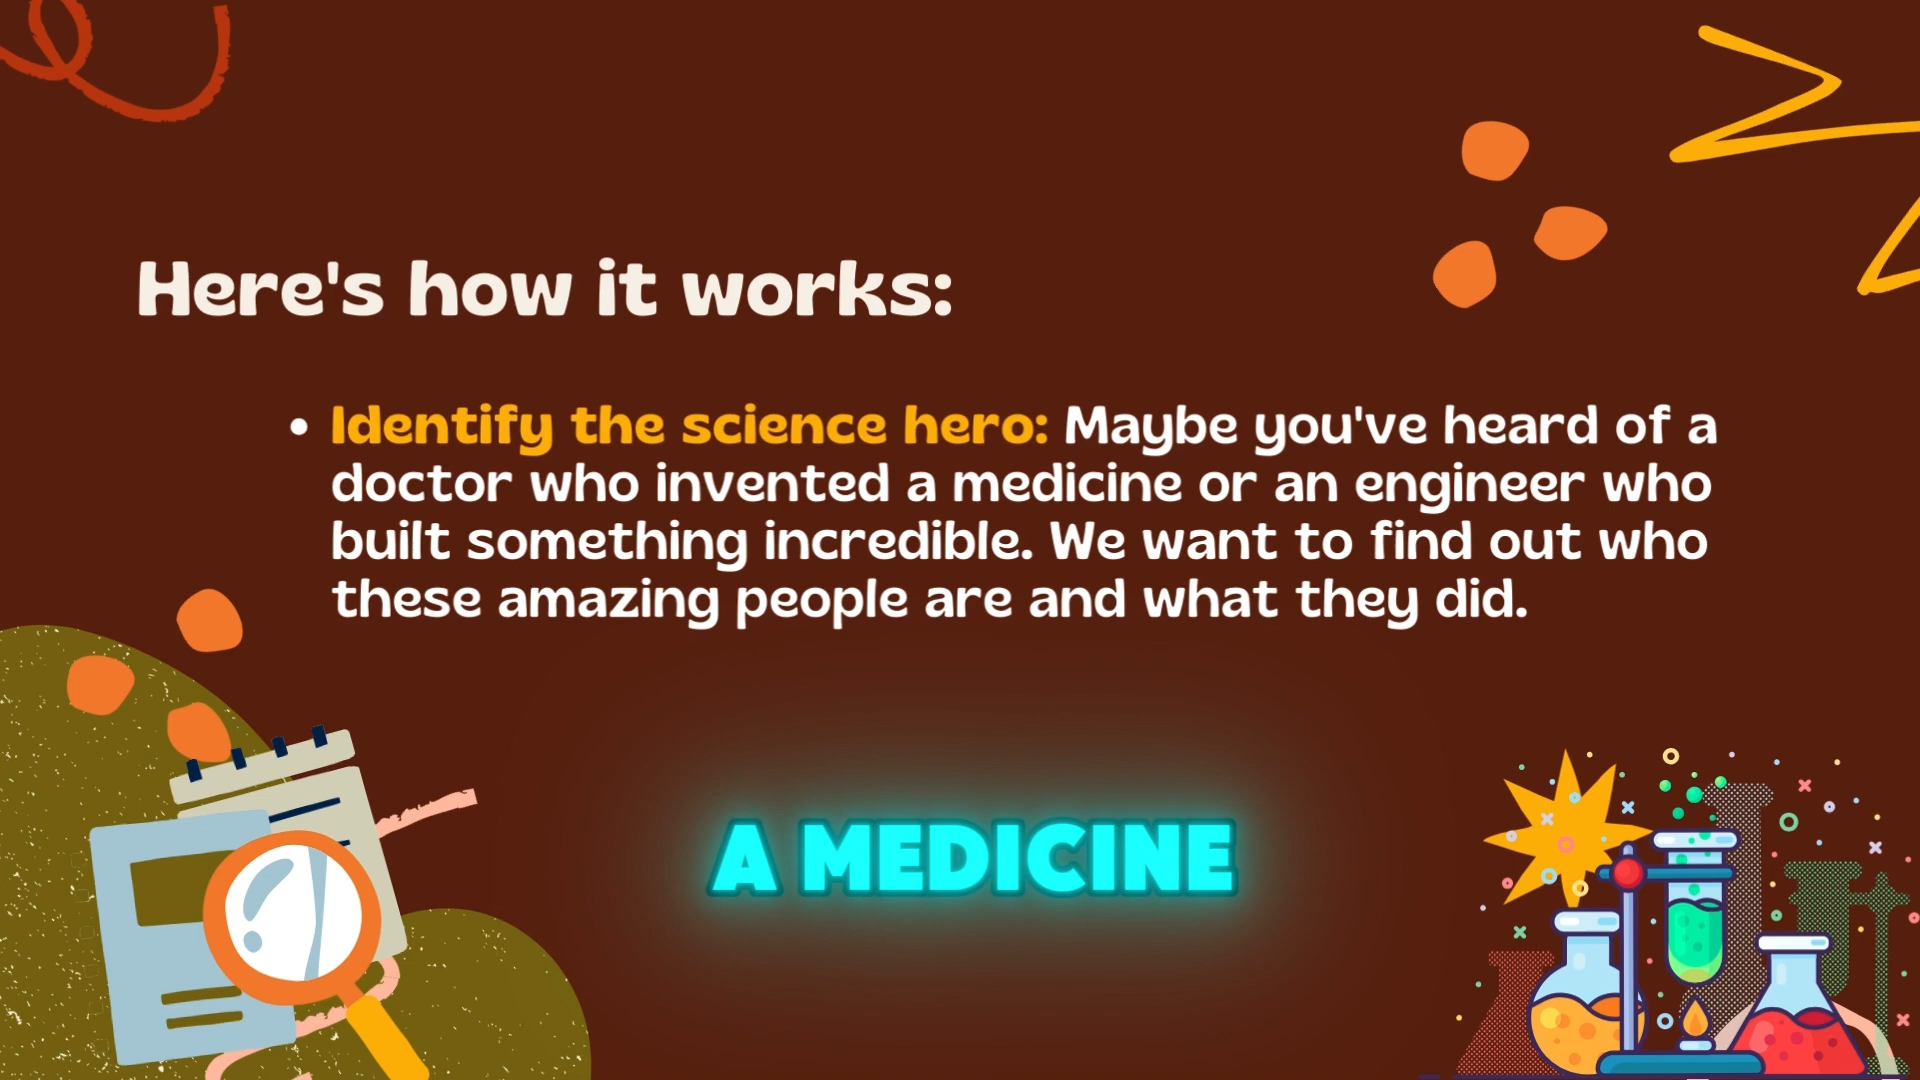 Here's how it works:
• Identify the science hero: Maybe you've heard of a
doctor who invented a medicine or an engineer who
built something incredible. We want to find out who
these amazing people are and what they did.
A MEDICINE